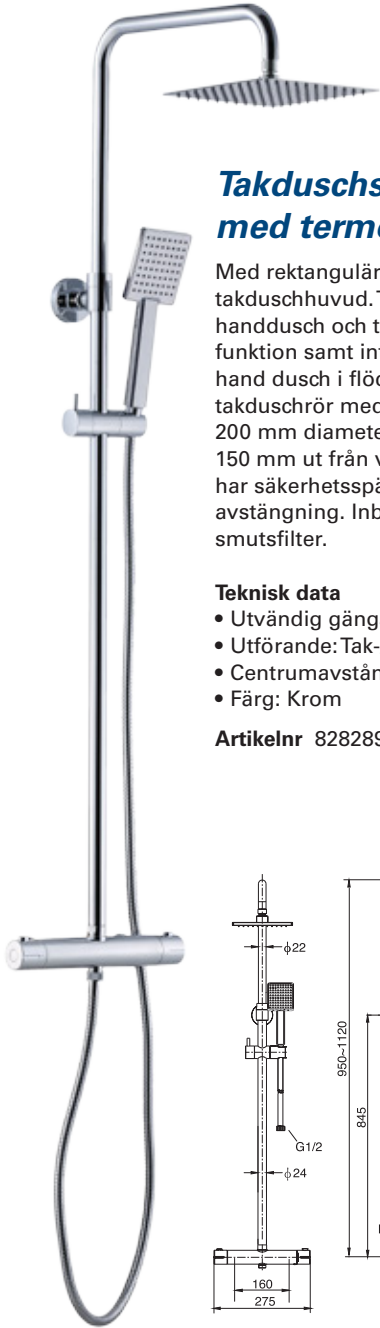 Takduschs
med termo
Med rektangulär
takduschhuvud. T
handdusch och t
funktion samt int
hand dusch i flöd
takduschrör med
200 mm diamete
150 mm ut från v
har säkerhetsspä
avstängning. Inb
smutsfilter.
Teknisk data
• Utvändig gäng
• Utförande: Tak-
• Centrumavstån
• Färg: Krom
Artikelnr 828289
ϕ22
950~1120
845
G1/2
ϕ24
160
275